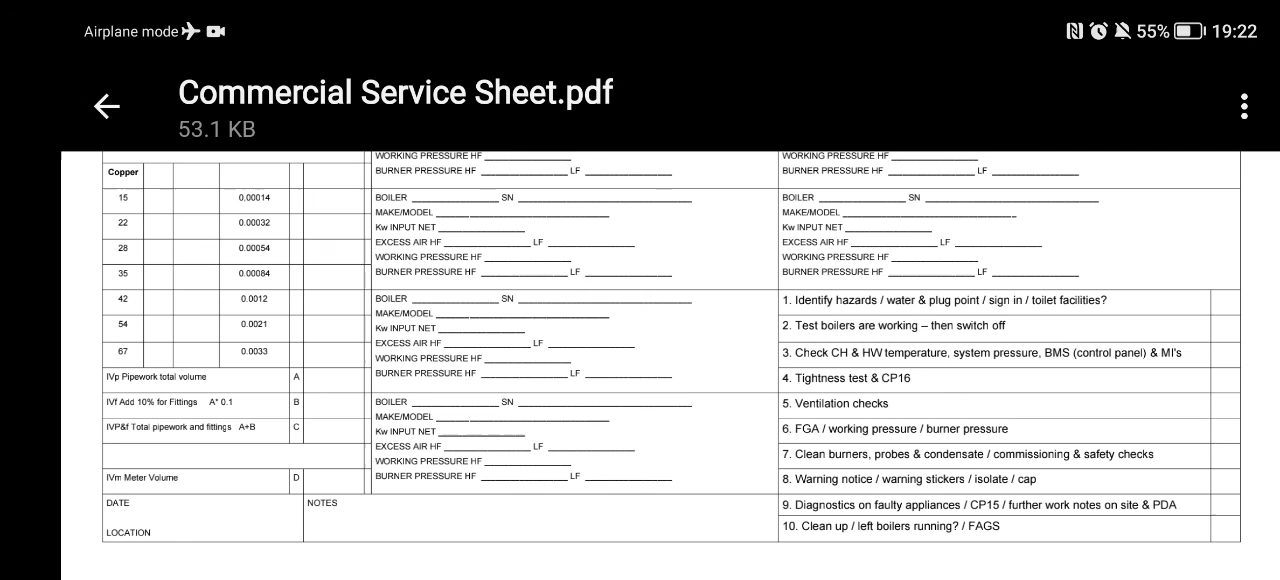 Airplane mode 55% 19:22
Commercial Service Sheet.pdf
53.1 KB
Copper
15 0.00014
22 0.00032
28 0.00054
35 0.00084
42 0.0012
54 0.0021
67 0.0033
IVp Pipework total volume A
IVf Add 10% for Fittings A* 0.1 B
IVP&f Total pipework and fittings A+B C
IVm Meter Volume D
DATE
LOCATION
NOTES
WORKING PRESSURE HF
BURNER PRESSURE HF LF
BOILER SN
MAKE/MODEL
Kw INPUT NET
EXCESS AIR HF LF
WORKING PRESSURE HF
BURNER PRESSURE HF LF
BOILER SN
MAKE/MODEL
Kw INPUT NET
EXCESS AIR HF LF
WORKING PRESSURE HF
BURNER PRESSURE HF LF
BOILER SN
MAKE/MODEL
Kw INPUT NET
EXCESS AIR HF LF
WORKING PRESSURE HF
BURNER PRESSURE HF LF
WORKING PRESSURE HF
BURNER PRESSURE HF LF
BOILER SN
MAKE/MODEL
Kw INPUT NET
EXCESS AIR HF LF
WORKING PRESSURE HF
BURNER PRESSURE HF LF
1. Identify hazards / water & plug point / sign in / toilet facilities?
2. Test boilers are working – then switch off
3. Check CH & HW temperature, system pressure, BMS (control panel) & MI's
4. Tightness test & CP16
5. Ventilation checks
6. FGA / working pressure / burner pressure
7. Clean burners, probes & condensate / commissioning & safety checks
8. Warning notice / warning stickers / isolate / cap
9. Diagnostics on faulty appliances / CP15 / further work notes on site & PDA
10. Clean up / left boilers running? / FAGS